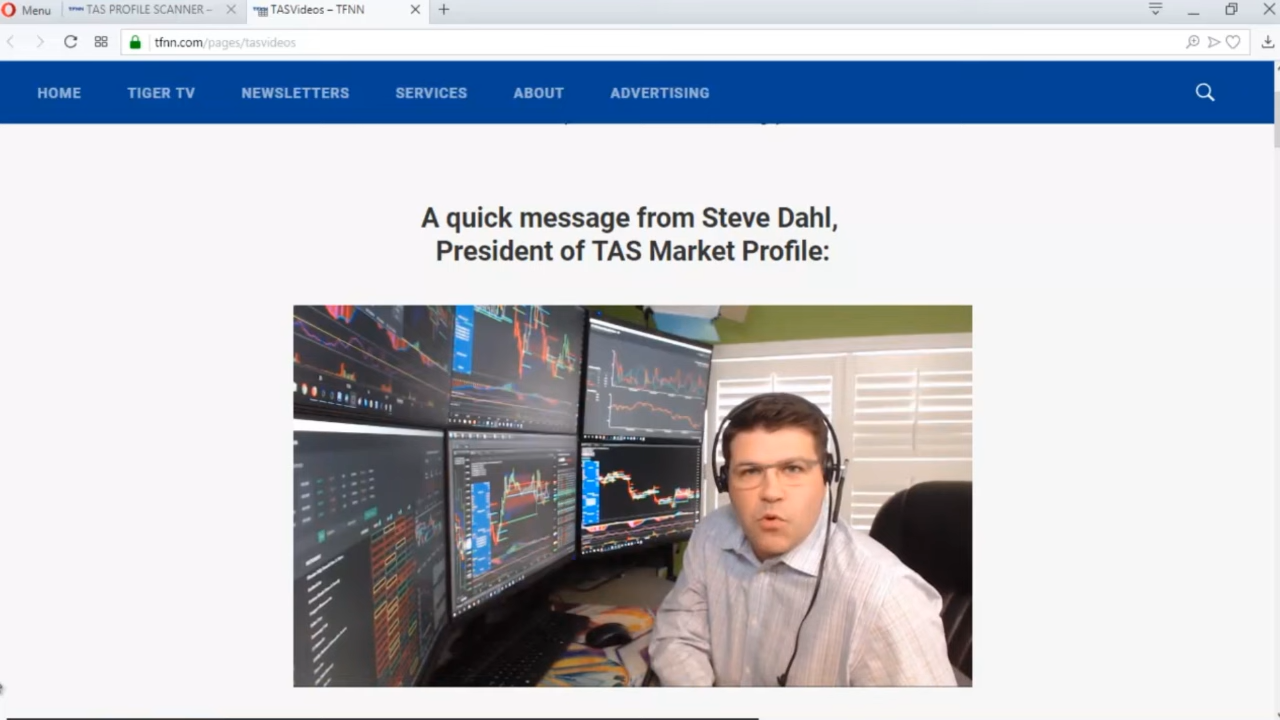 Menu
TAS PROFILE SCANNER –
TASVideos – TFNN
tfnn.com/pages/tasvideos
HOME
TIGER TV
NEWSLETTERS
SERVICES
ABOUT
ADVERTISING
A quick message from Steve Dahl,
President of TAS Market Profile: